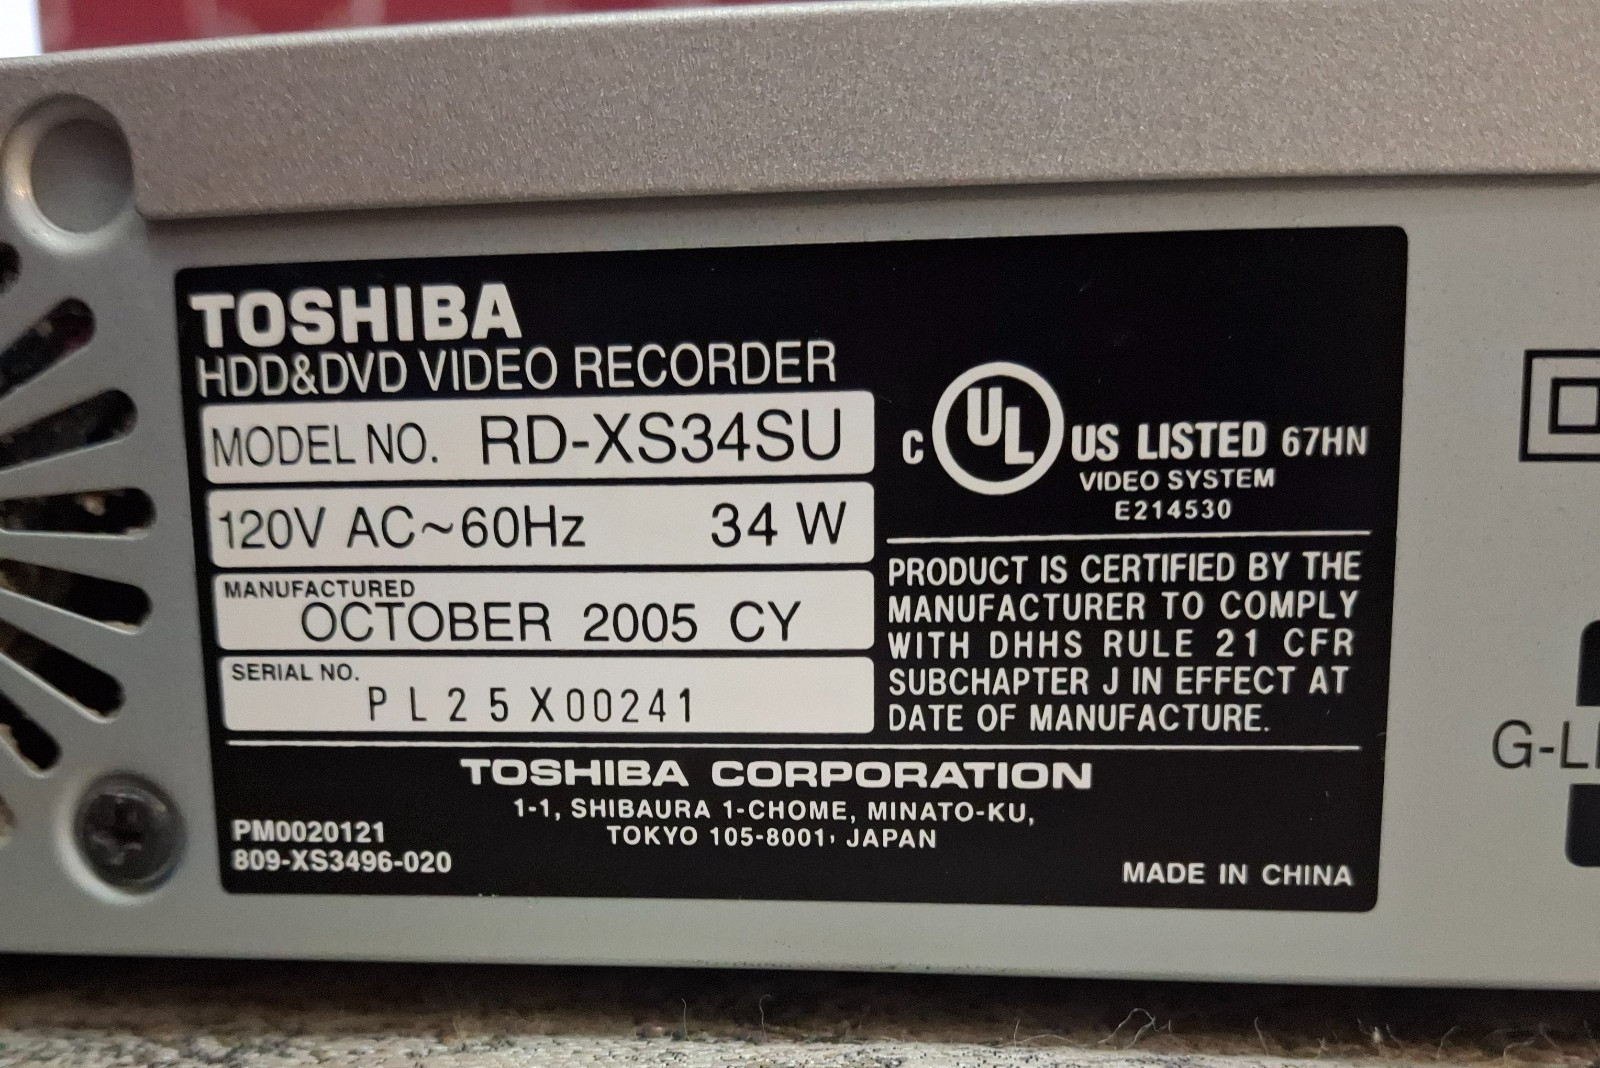 TOSHIBA
HDD&DVD VIDEO RECORDER
MODEL NO. RD-XS34SU
120V AC~60Hz 34 W
MANUFACTURED
OCTOBER 2005 CY
SERIAL NO.
PL25X00241
C UL US LISTED 67HN
VIDEO SYSTEM
E214530
PRODUCT IS CERTIFIED BY THE
MANUFACTURER TO COMPLY
WITH DHHS RULE 21 CFR
SUBCHAPTER J IN EFFECT AT
DATE OF MANUFACTURE.
TOSHIBA CORPORATION
1-1, SHIBAURA 1-CHOME, MINATO-KU,
TOKYO 105-8001, JAPAN
PM0020121
809-XS3496-020
MADE IN CHINA